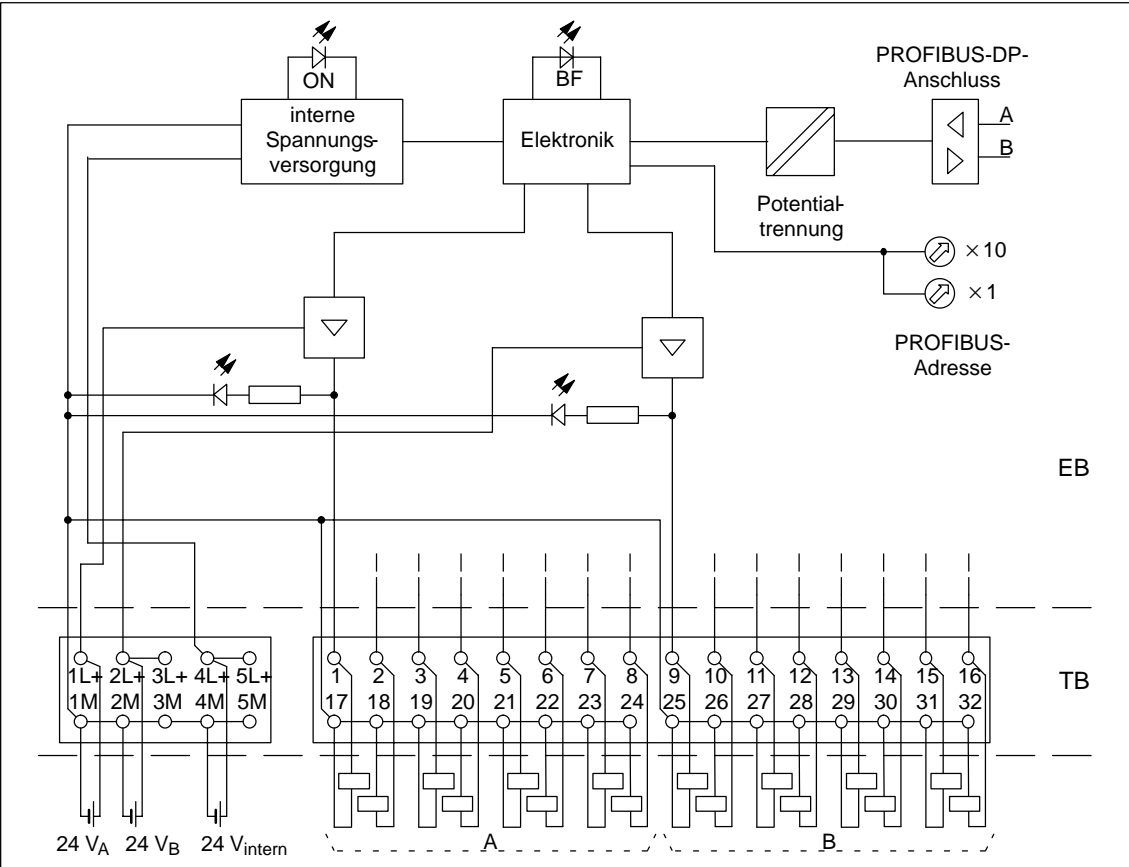 ON
BF
PROFIBUS-DP-
Anschluss
interne
Spannungs-
versorgung
Elektronik
A
B
Potential-
trennung
×10
×1
PROFIBUS-
Adresse
EB
1L+ 2L+ 3L+ 4L+ 5L+
1 2 3 4 5 6 7 8 9 10 11 12 13 14 15 16
TB
1M 2M 3M 4M 5M
17 18 19 20 21 22 23 24 25 26 27 28 29 30 31 32
24 VA 24 VB 24 Vintern
A
B